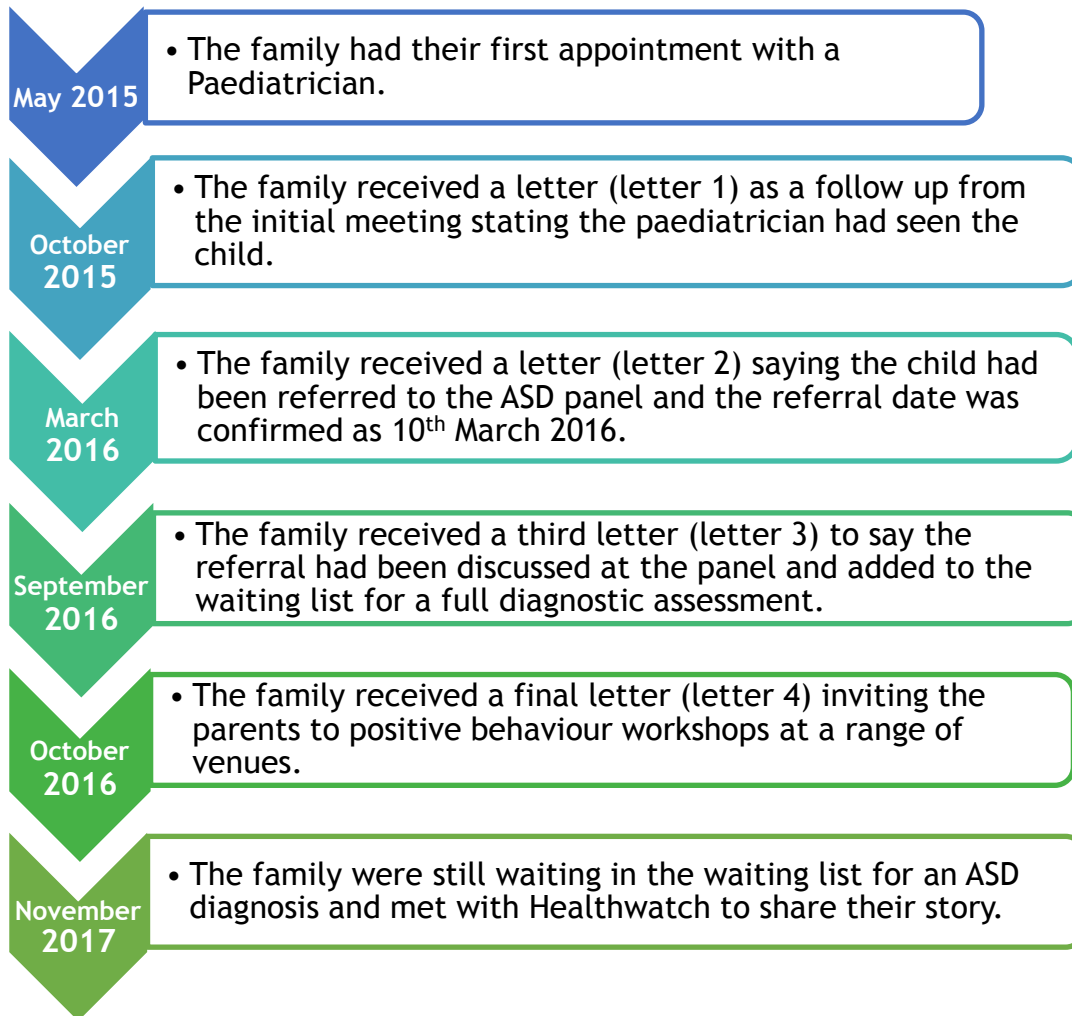 May 2015
• The family had their first appointment with a
Paediatrician.
October
2015
• The family received a letter (letter 1) as a follow up from
the initial meeting stating the paediatrician had seen the
child.
March
2016
• The family received a letter (letter 2) saying the child had
been referred to the ASD panel and the referral date was
confirmed as 10th March 2016.
September
2016
• The family received a third letter (letter 3) to say the
referral had been discussed at the panel and added to the
waiting list for a full diagnostic assessment.
October
2016
• The family received a final letter (letter 4) inviting the
parents to positive behaviour workshops at a range of
venues.
November
2017
• The family were still waiting in the waiting list for an ASD
diagnosis and met with Healthwatch to share their story.